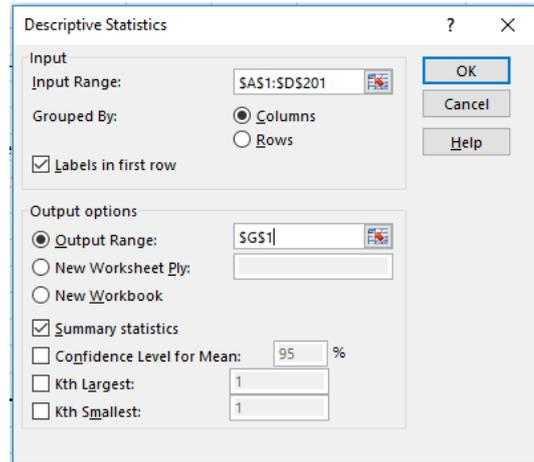 Descriptive Statistics ? ×
Input
Input Range: $A$1:$D$201
Grouped By: Columns
Rows
Labels in first row
OK
Cancel
Help
Output options
Output Range: $G$1
New Worksheet Ply:
New Workbook
Summary statistics
Confidence Level for Mean: 95 %
Kth Largest: 1
Kth Smallest: 1